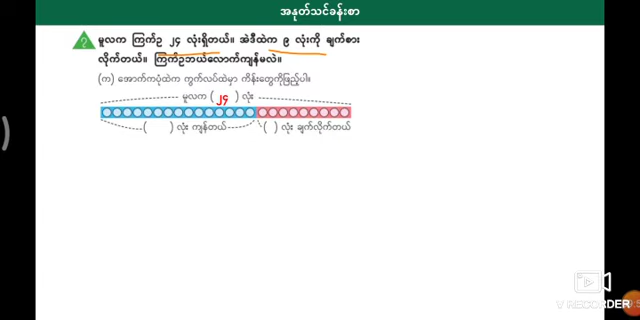 အနုတ်သင်ခန်းစာ
? မူလက ကြက်ဥ ၂၄ လုံးရှိတယ်။ အဲဒီထဲက ၉ လုံးကို ချက်စား
လိုက်တယ်။ ကြက်ဥဘယ်လောက်ကျန်မလဲ။
(က) အောက်ကပုံထဲက ကွက်လပ်ထဲမှာ ကိန်းတွေကိုဖြည့်ပါ။
မူလက ( ၂၄ ) လုံး
( ) လုံး ကျန်တယ် ( ) လုံး ချက်လိုက်တယ်
V RECORDER